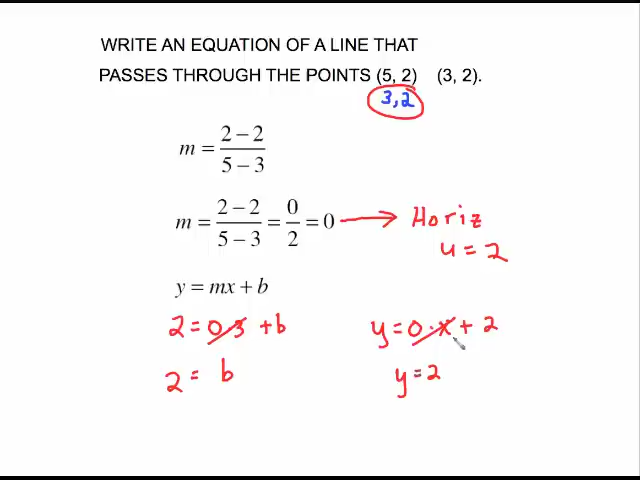 WRITE AN EQUATION OF A LINE THAT
PASSES THROUGH THE POINTS (5, 2) (3, 2).
3,2
m = (2 − 2)/(5 − 3)
m = (2 − 2)/(5 − 3) = 0/2 = 0 → Horiz
y = 2
y = mx + b
2 = 0·3 + b
y = 0·x + 2
2 = b
y = 2